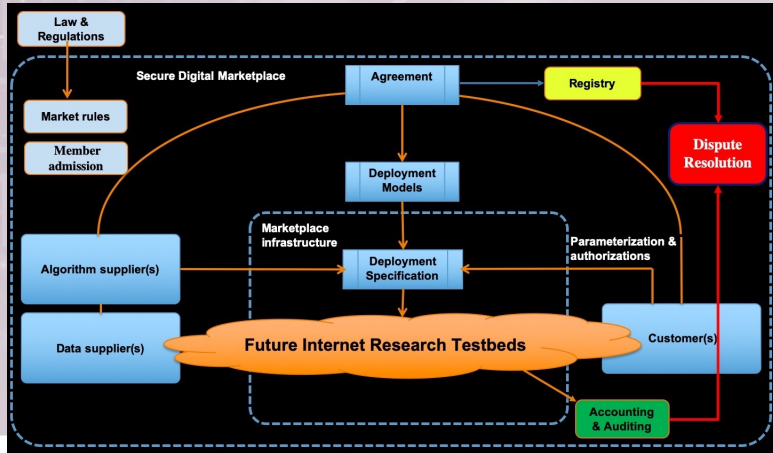 Law &
Regulations
Secure Digital Marketplace
Agreement
Registry
Market rules
Member
admission
Dispute
Resolution
Deployment
Models
Marketplace
infrastructure
Parameterization &
authorizations
Algorithm supplier(s)
Deployment
Specification
Data supplier(s)
Future Internet Research Testbeds
Customer(s)
Accounting
& Auditing